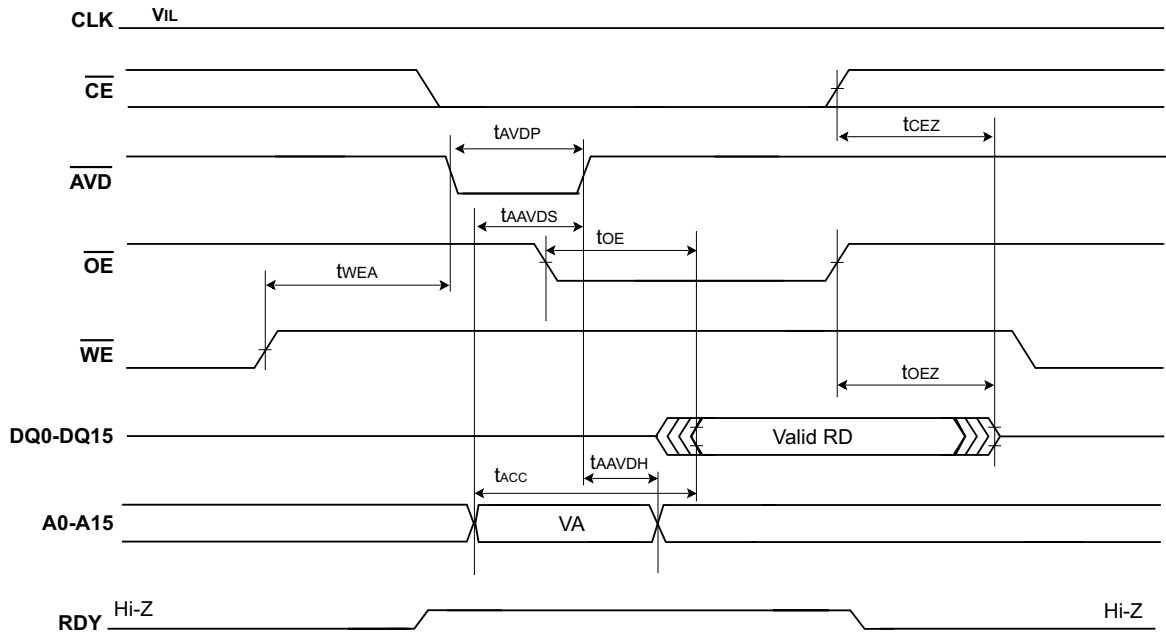 CLK VIL
CE
tCEZ
tAVDP
AVD
tAAVDS
tOE
OE
tWEA
WE
tOEZ
DQ0-DQ15
Valid RD
tAAVDH
tACC
A0-A15
VA
Hi-Z
Hi-Z
RDY